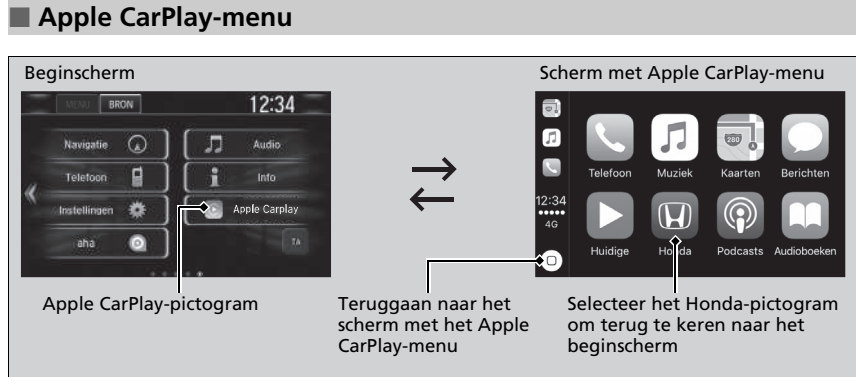 Apple CarPlay-menu
Beginscherm
MENU BRON 12:34
Navigatie Audio
Telefoon Info
Instellingen Apple Carplay
aha TA
Apple CarPlay-pictogram
Scherm met Apple CarPlay-menu
280
Telefoon Muziek Kaarten Berichten
12:34
4G
Huidige Honda Podcasts Audioboeken
Teruggaan naar het
scherm met het Apple
CarPlay-menu
Selecteer het Honda-pictogram
om terug te keren naar het
beginscherm